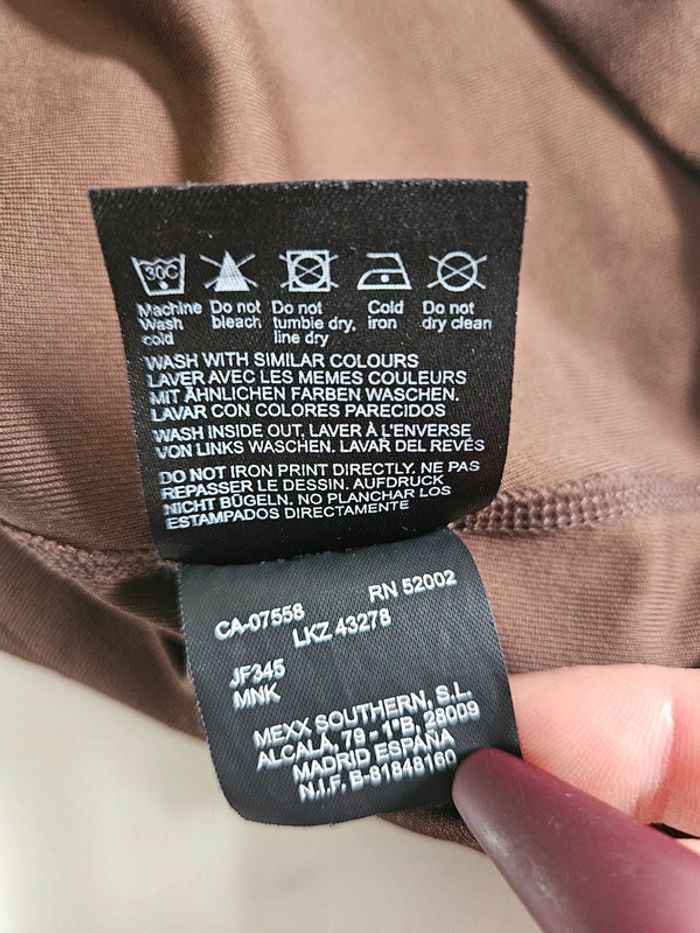 30C
Machine Wash cold
Do not bleach
Do not tumble dry, line dry
Cold iron
Do not dry clean
WASH WITH SIMILAR COLOURS
LAVER AVEC LES MEMES COULEURS
MIT ÄHNLICHEN FARBEN WASCHEN.
LAVAR CON COLORES PARECIDOS
WASH INSIDE OUT. LAVER À L'ENVERSE
VON LINKS WASCHEN. LAVAR DEL REVÉS
DO NOT IRON PRINT DIRECTLY. NE PAS
REPASSER LE DESSIN. AUFDRUCK
NICHT BÜGELN. NO PLANCHAR LOS
ESTAMPADOS DIRECTAMENTE
CA-07558 RN 52002
LKZ 43278
JF345
MNK
MEXX SOUTHERN, S.L.
ALCALÀ, 79 - 1°B, 28009
MADRID ESPAÑA
N.I.F. B-81848160